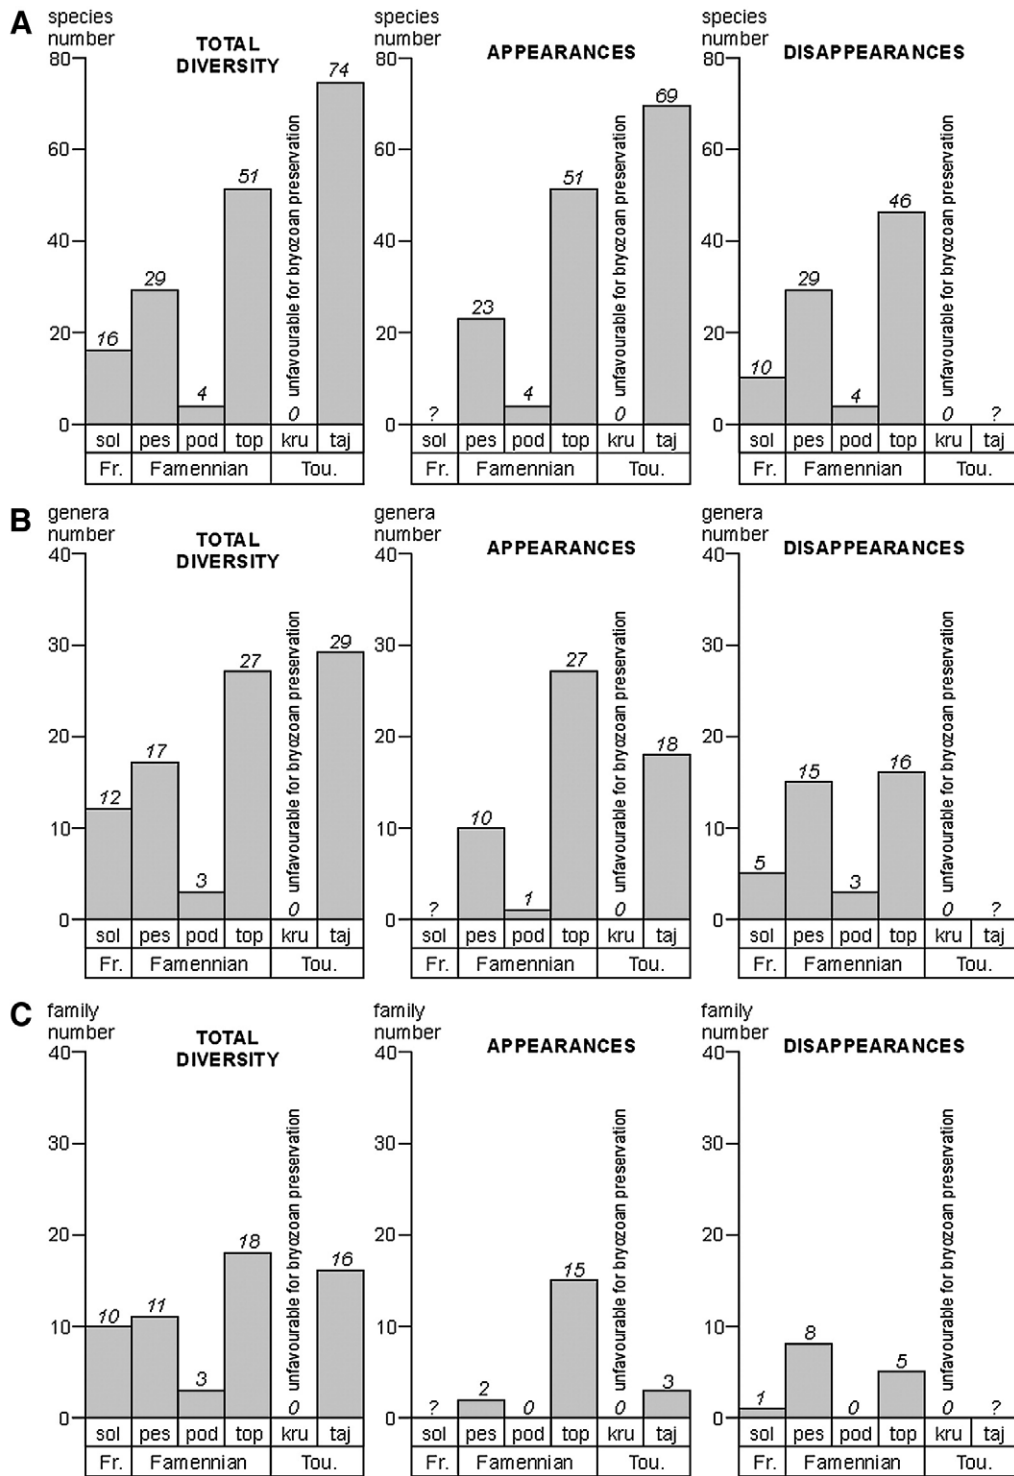 A
species
number
TOTAL
DIVERSITY
80
60
40
20
0
16
29
4
51
0
74
unfavourable for bryozoan preservation
sol pes pod top kru taj
Fr. Famennian Tou.
species
number
APPEARANCES
80
60
40
20
0
?
23
4
51
0
69
unfavourable for bryozoan preservation
sol pes pod top kru taj
Fr. Famennian Tou.
species
number
DISAPPEARANCES
80
60
40
20
0
10
29
4
46
0
?
unfavourable for bryozoan preservation
sol pes pod top kru taj
Fr. Famennian Tou.
B
genera
number
TOTAL
DIVERSITY
40
30
20
10
0
12
17
3
27
0
29
unfavourable for bryozoan preservation
sol pes pod top kru taj
Fr. Famennian Tou.
genera
number
APPEARANCES
40
30
20
10
0
?
10
1
27
0
18
unfavourable for bryozoan preservation
sol pes pod top kru taj
Fr. Famennian Tou.
genera
number
DISAPPEARANCES
40
30
20
10
0
5
15
3
16
0
?
unfavourable for bryozoan preservation
sol pes pod top kru taj
Fr. Famennian Tou.
C
family
number
TOTAL
DIVERSITY
40
30
20
10
0
10
11
3
18
0
16
unfavourable for bryozoan preservation
sol pes pod top kru taj
Fr. Famennian Tou.
family
number
APPEARANCES
40
30
20
10
0
?
2
0
15
0
3
unfavourable for bryozoan preservation
sol pes pod top kru taj
Fr. Famennian Tou.
family
number
DISAPPEARANCES
40
30
20
10
0
1
8
0
5
0
?
unfavourable for bryozoan preservation
sol pes pod top kru taj
Fr. Famennian Tou.